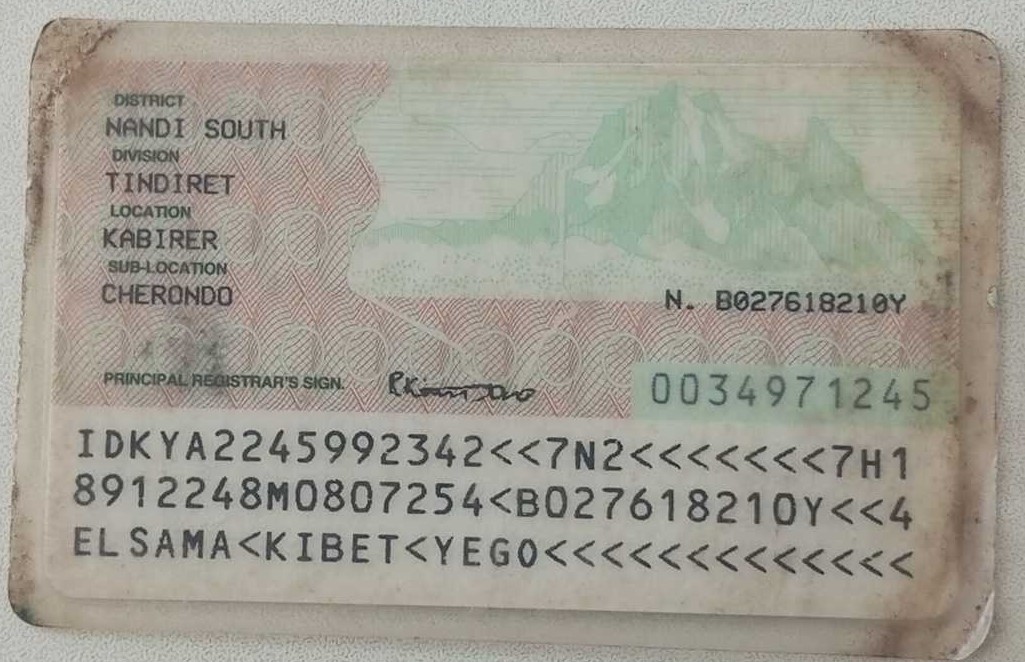 DISTRICT
NANDI SOUTH
DIVISION
TINDIRET
LOCATION
KABIRER
SUB-LOCATION
CHERONDO
N. B027618210Y
PRINCIPAL REGISTRAR'S SIGN.
0034971245
IDKYA2245992342<<7N2<<<<<<<7H1
8912248M0807254<B027618210Y<<4
ELSAMA<KIBET<YEGO<<<<<<<<<<<<<